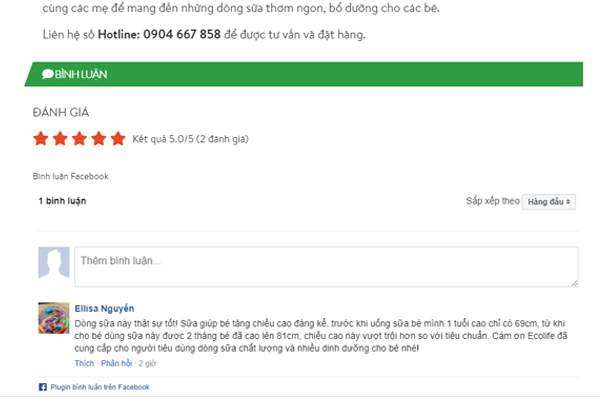 cùng các mẹ để mang đến những dòng sữa thơm ngon, bổ dưỡng cho các bé.
Liên hệ số Hotline: 0904 667 858 để được tư vấn và đặt hàng.
BÌNH LUẬN
ĐÁNH GIÁ
Kết quả 5.0/5 (2 đánh giá)
Bình luận Facebook
1 bình luận
Sắp xếp theo Hàng đầu
Thêm bình luận...
Ellisa Nguyễn
Dòng sữa này thật sự tốt! Sữa giúp bé tăng chiều cao đáng kể, trước khi uống sữa bé mình 1 tuổi cao chỉ có 69cm, từ khi
cho bé dùng sữa này được 2 tháng bé đã cao lên 81cm, chiều cao này vượt trội hơn so với tiêu chuẩn. Cám ơn Ecolife đã
cung cấp cho người tiêu dùng dòng sữa chất lượng và nhiều dinh dưỡng cho bé nhé!
Thích · Phản hồi · 2 giờ
Plugin bình luận trên Facebook